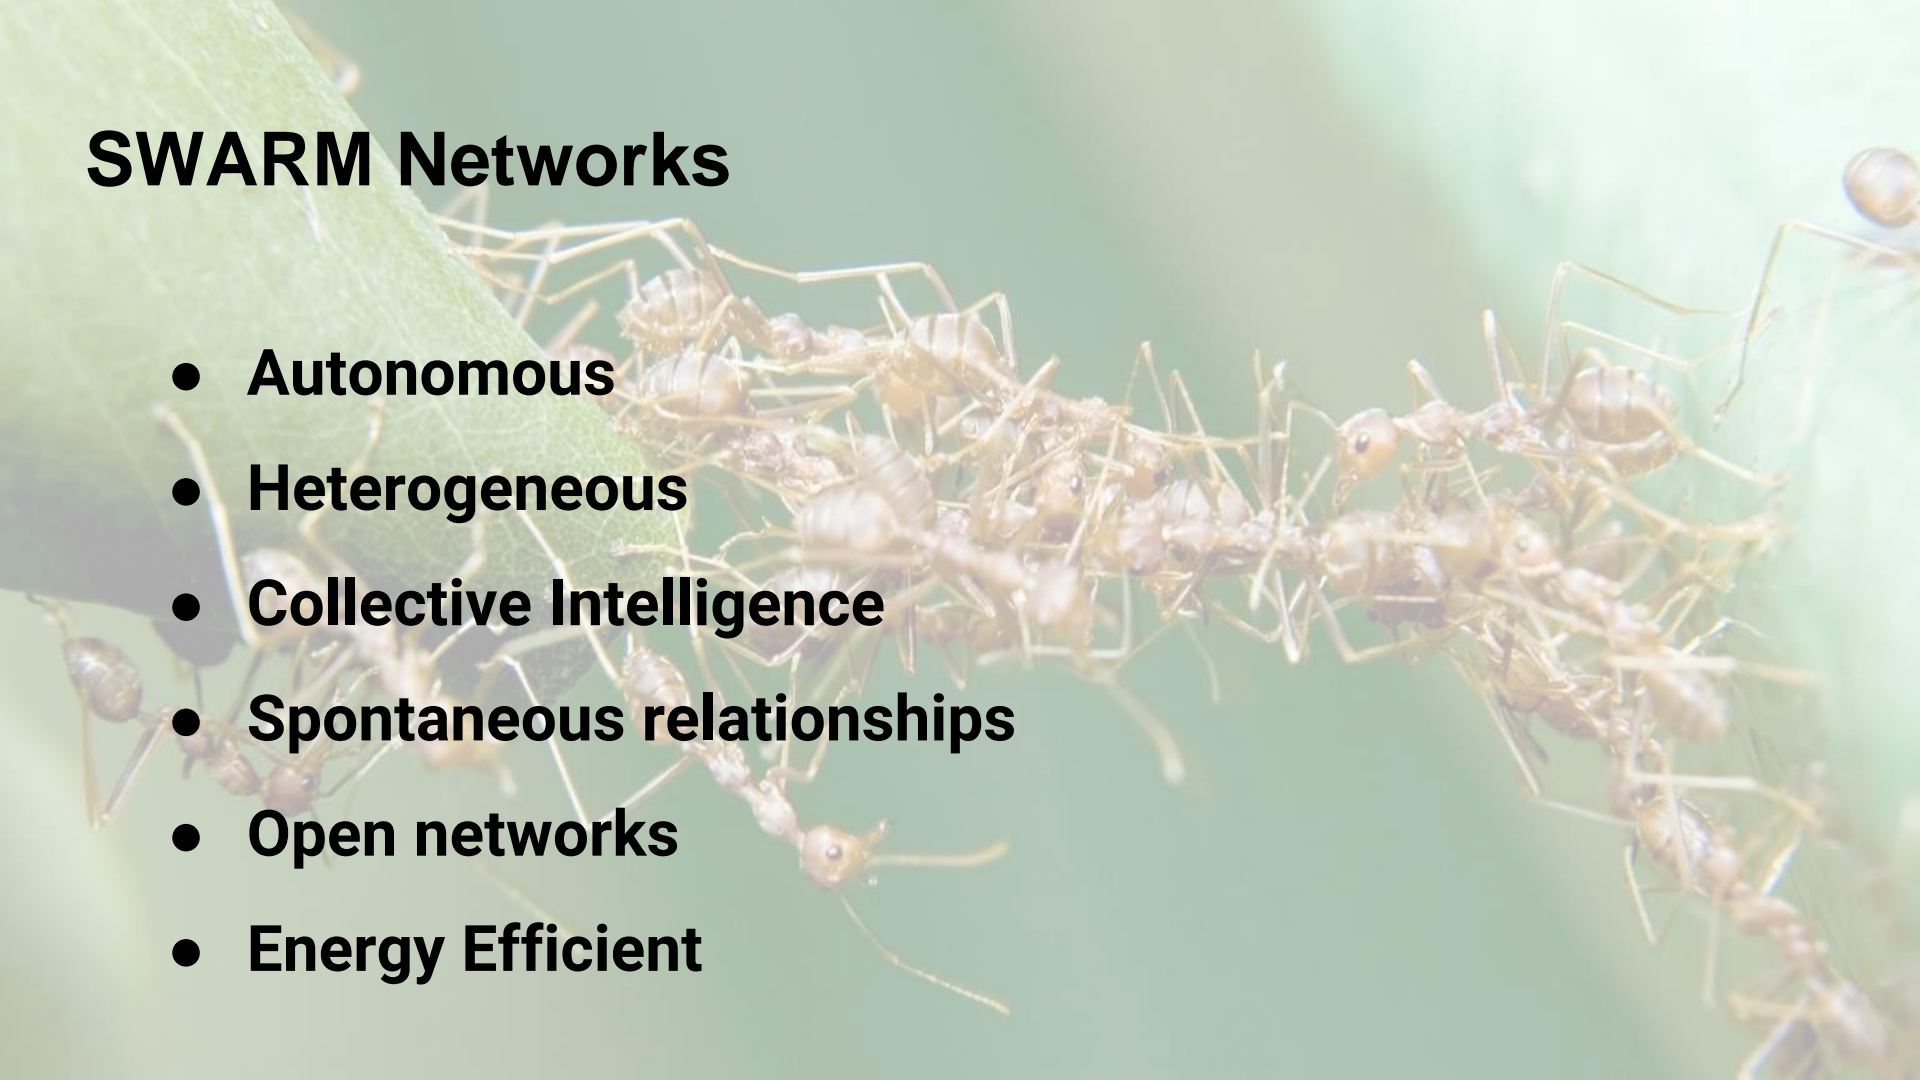 SWARM Networks
● Autonomous
● Heterogeneous
● Collective Intelligence
● Spontaneous relationships
● Open networks
● Energy Efficient